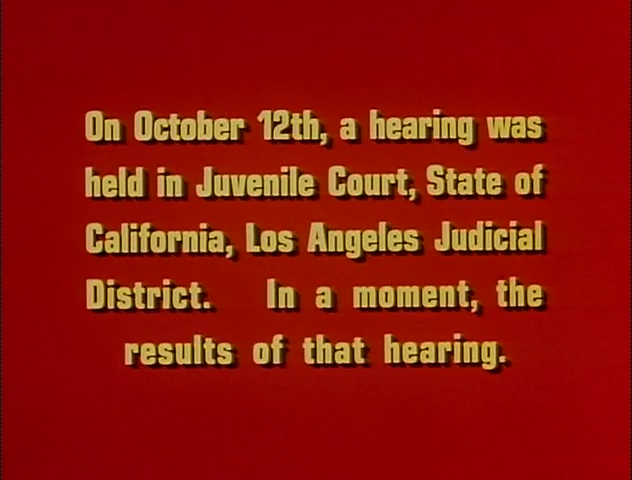 On October 12th, a hearing was
held in Juvenile Court, State of
California, Los Angeles Judicial
District. In a moment, the
results of that hearing.